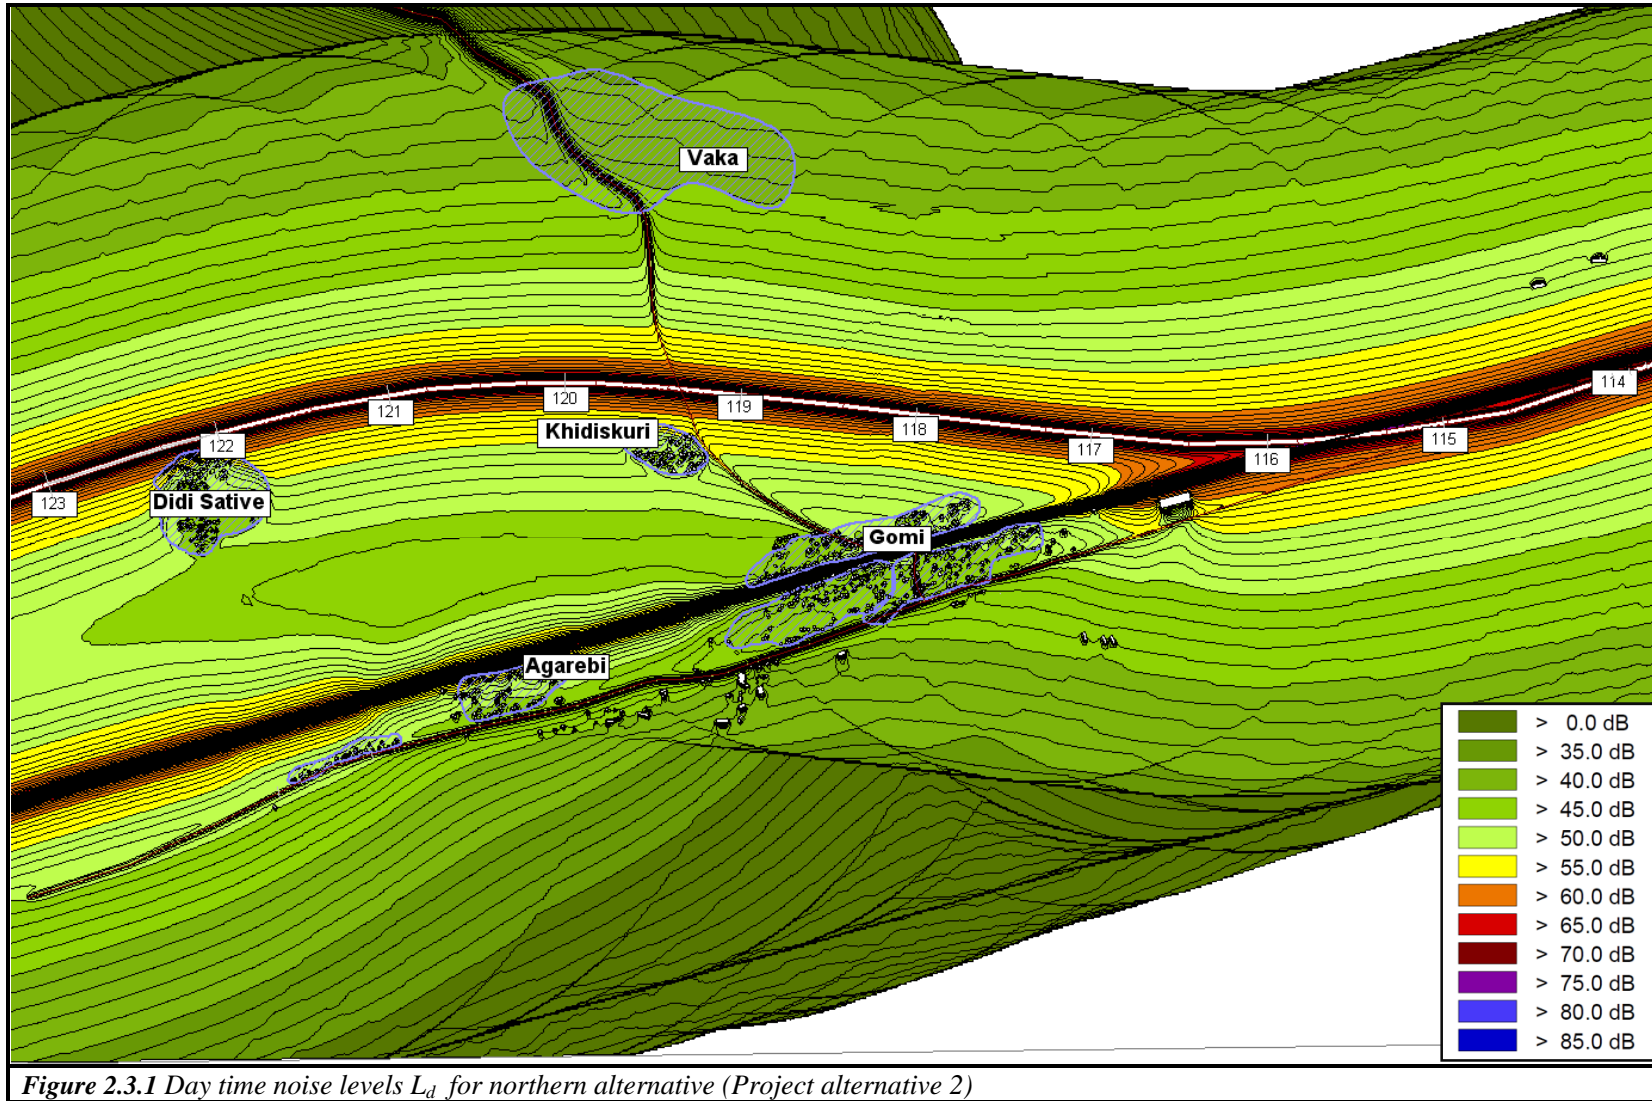 Vaka
114
115
116
117
118
119
120
121
122
123
Khidiskuri
Didi Sative
Gomi
Agarebi
> 0.0 dB
> 35.0 dB
> 40.0 dB
> 45.0 dB
> 50.0 dB
> 55.0 dB
> 60.0 dB
> 65.0 dB
> 70.0 dB
> 75.0 dB
> 80.0 dB
> 85.0 dB
Figure 2.3.1 Day time noise levels Ld for northern alternative (Project alternative 2)